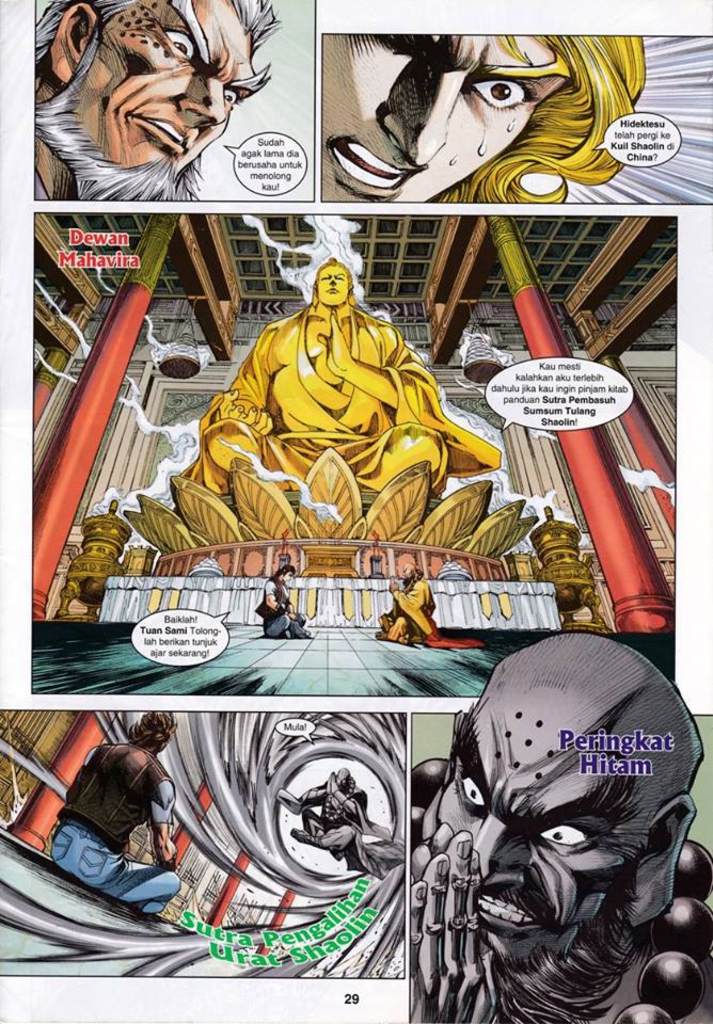 Sudah
agak lama dia
berusaha untuk
menolong
kau!
Hidektesu
telah pergi ke
Kuil Shaolin di
China?
Dewan
Mahavira
Kau mesti
kalahkan aku terlebih
dahulu jika kau ingin pinjam kitab
panduan Sutra Pembasuh
Sumsum Tulang
Shaolin!
Baiklah!
Tuan Sami Tolong-
lah berikan tunjuk
ajar sekarang!
Mula!
Sutra Pengalihan
Urat Shaolin
Peringkat
Hitam
29